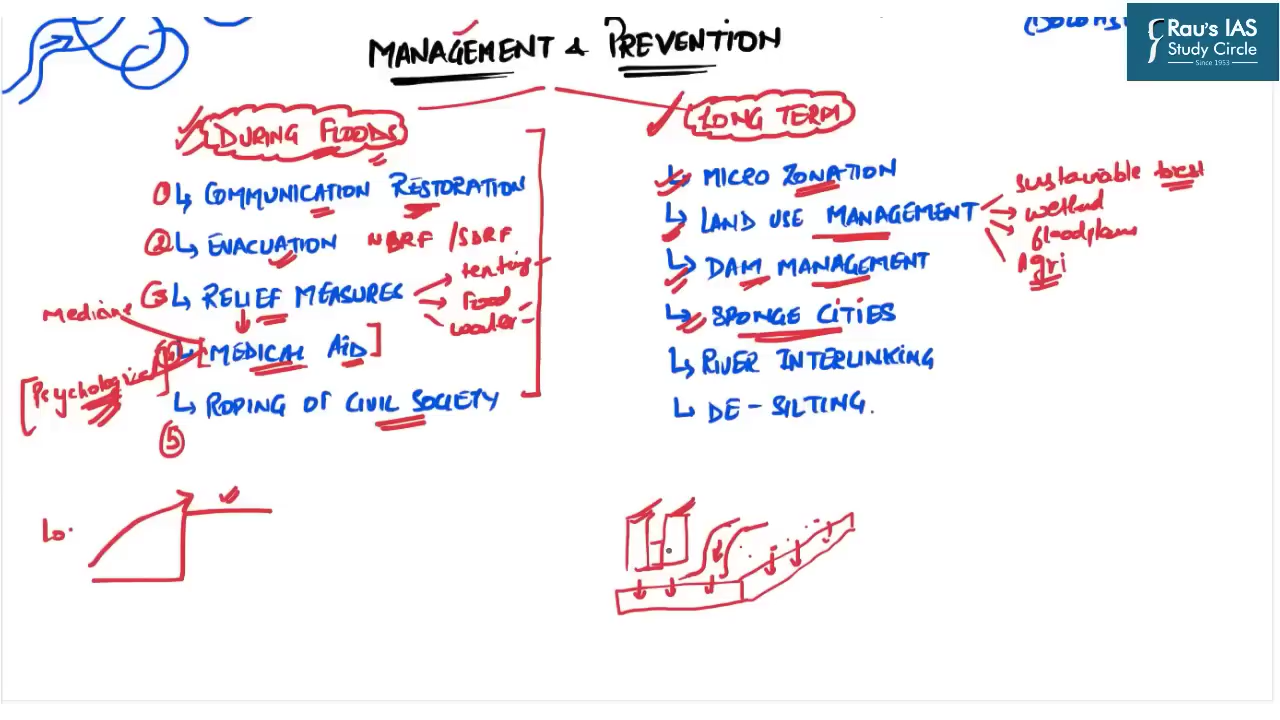 Rau's IAS
Study Circle
Since 1953
MANAGEMENT & PREVENTION
DURING FLOODS
1 COMMUNICATION RESTORATION
2 EVACUATION NDRF / SDRF
3 RELIEF MEASURES
tenting
Food
water
Medicine
[MEDICAL AID]
[Psychological]
ROPING OF CIVIL SOCIETY
5
LONG TERM
MICRO ZONATION
LAND USE MANAGEMENT
sustainable
wetland
floodplains
Agri
DAM MANAGEMENT
SPONGE CITIES
RIVER INTERLINKING
DE-SILTING.